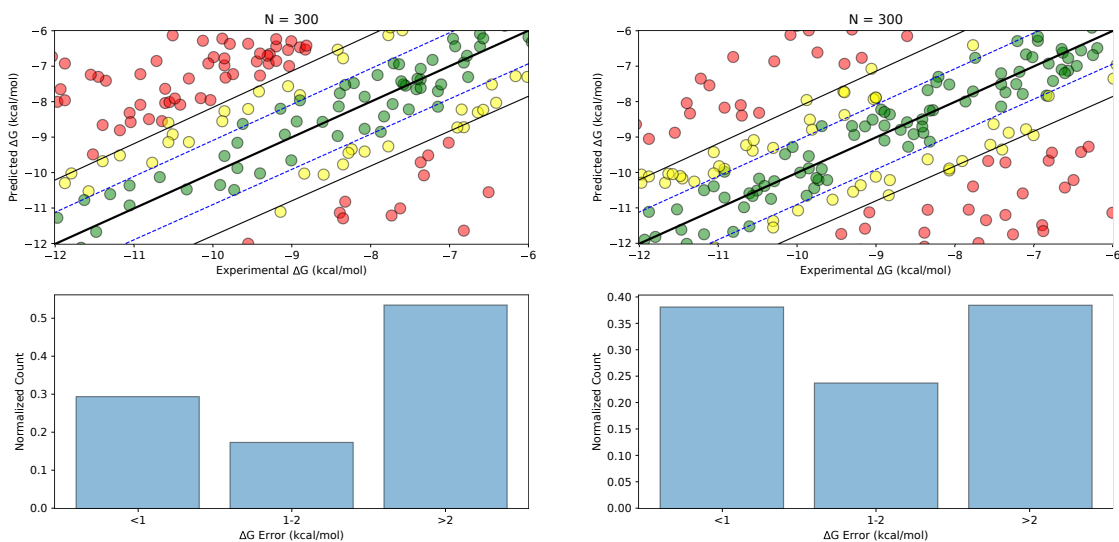 N = 300
−6
−7
−8
−9
−10
−11
−12
Predicted ΔG (kcal/mol)
−12 −11 −10 −9 −8 −7 −6
Experimental ΔG (kcal/mol)
N = 300
−6
−7
−8
−9
−10
−11
−12
Predicted ΔG (kcal/mol)
−12 −11 −10 −9 −8 −7 −6
Experimental ΔG (kcal/mol)
0.5
0.4
0.3
0.2
0.1
0.0
Normalized Count
<1 1-2 >2
ΔG Error (kcal/mol)
0.40
0.35
0.30
0.25
0.20
0.15
0.10
0.05
0.00
Normalized Count
<1 1-2 >2
ΔG Error (kcal/mol)